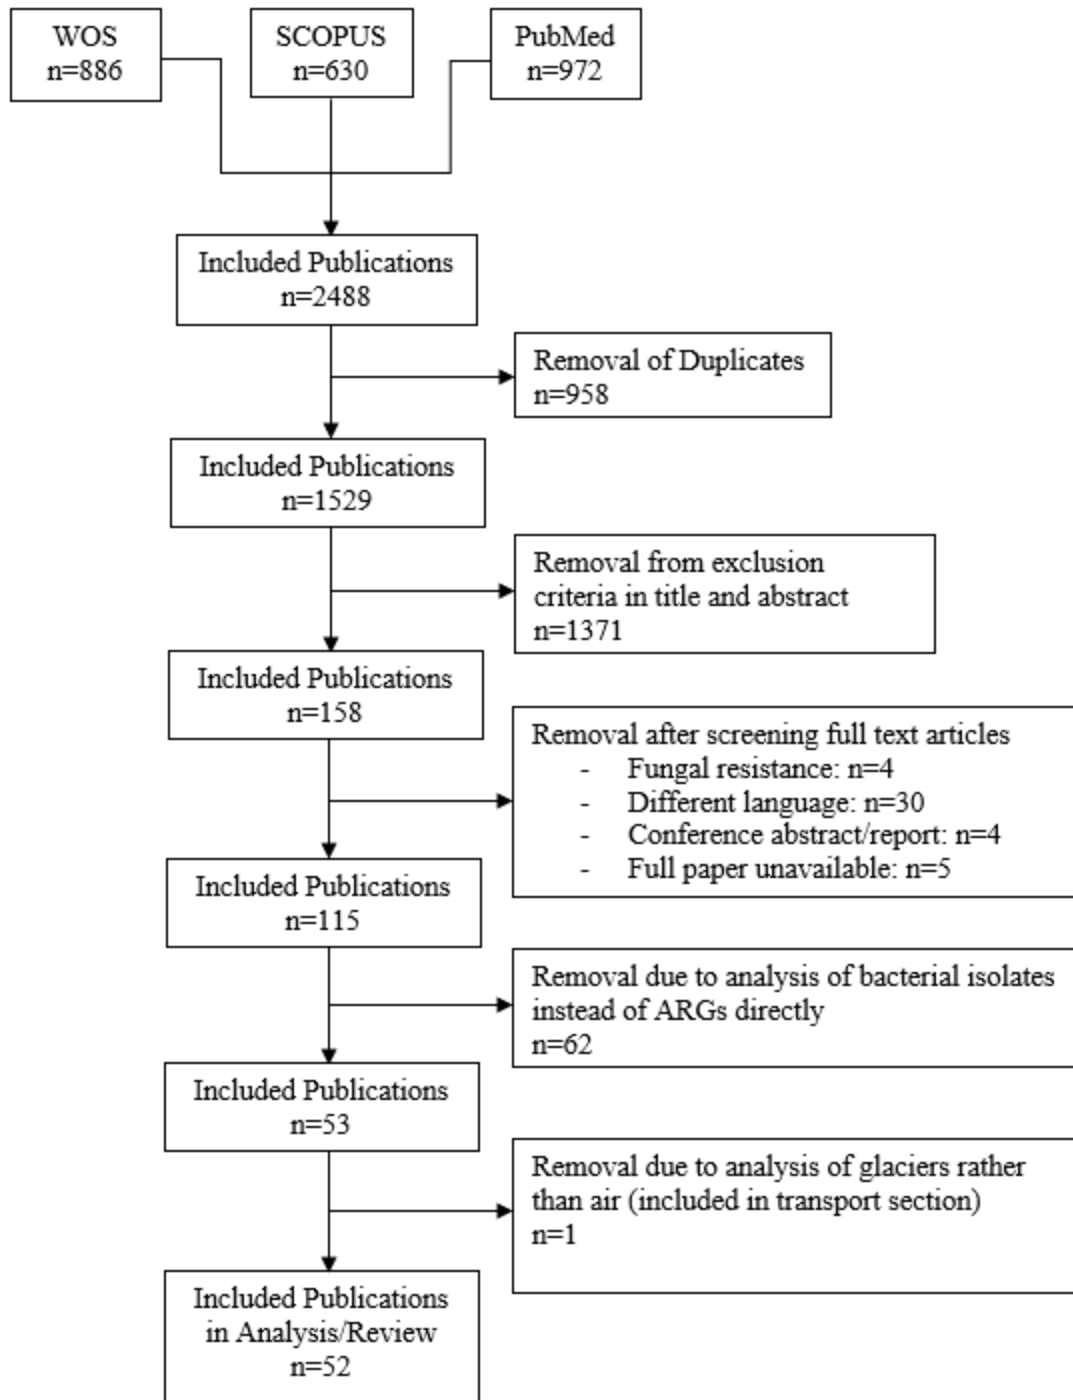 WOS
n=886
SCOPUS
n=630
PubMed
n=972
Included Publications
n=2488
Removal of Duplicates
n=958
Included Publications
n=1529
Removal from exclusion
criteria in title and abstract
n=1371
Included Publications
n=158
Removal after screening full text articles
- Fungal resistance: n=4
- Different language: n=30
- Conference abstract/report: n=4
- Full paper unavailable: n=5
Included Publications
n=115
Removal due to analysis of bacterial isolates
instead of ARGs directly
n=62
Included Publications
n=53
Removal due to analysis of glaciers rather
than air (included in transport section)
n=1
Included Publications
in Analysis/Review
n=52